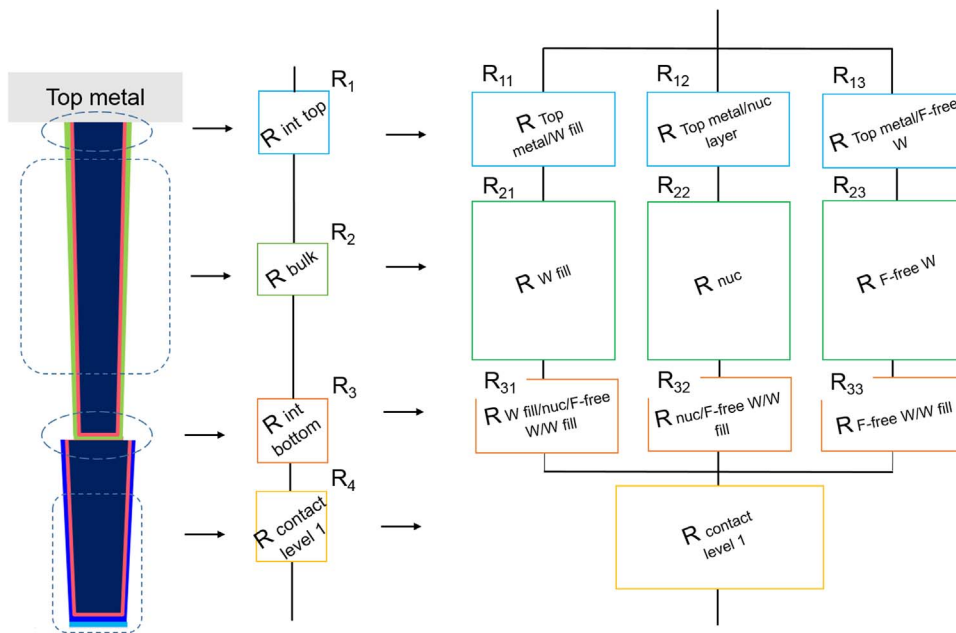 Top metal
R1
R int top
R2
R bulk
R3
R int
bottom
R4
R contact
level 1
R11
R Top
metal/W fill
R12
R Top metal/nuc
layer
R13
R Top metal/F-free
W
R21
R W fill
R22
R nuc
R23
R F-free W
R31
R W fill/nuc/F-free
W/W fill
R32
R nuc/F-free W/W
fill
R33
R F-free W/W fill
R contact
level 1